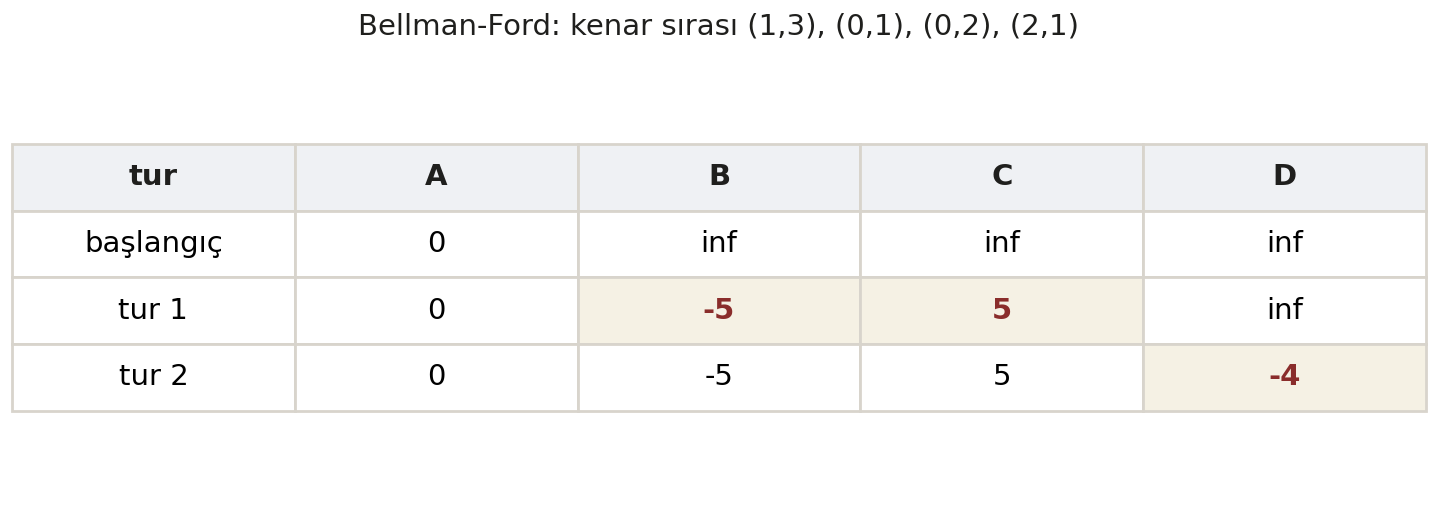 Bellman-Ford: kenar sırası (1,3), (0,1), (0,2), (2,1)
tur A B C D
başlangıç 0 inf inf inf
tur 1 0 -5 5 inf
tur 2 0 -5 5 -4